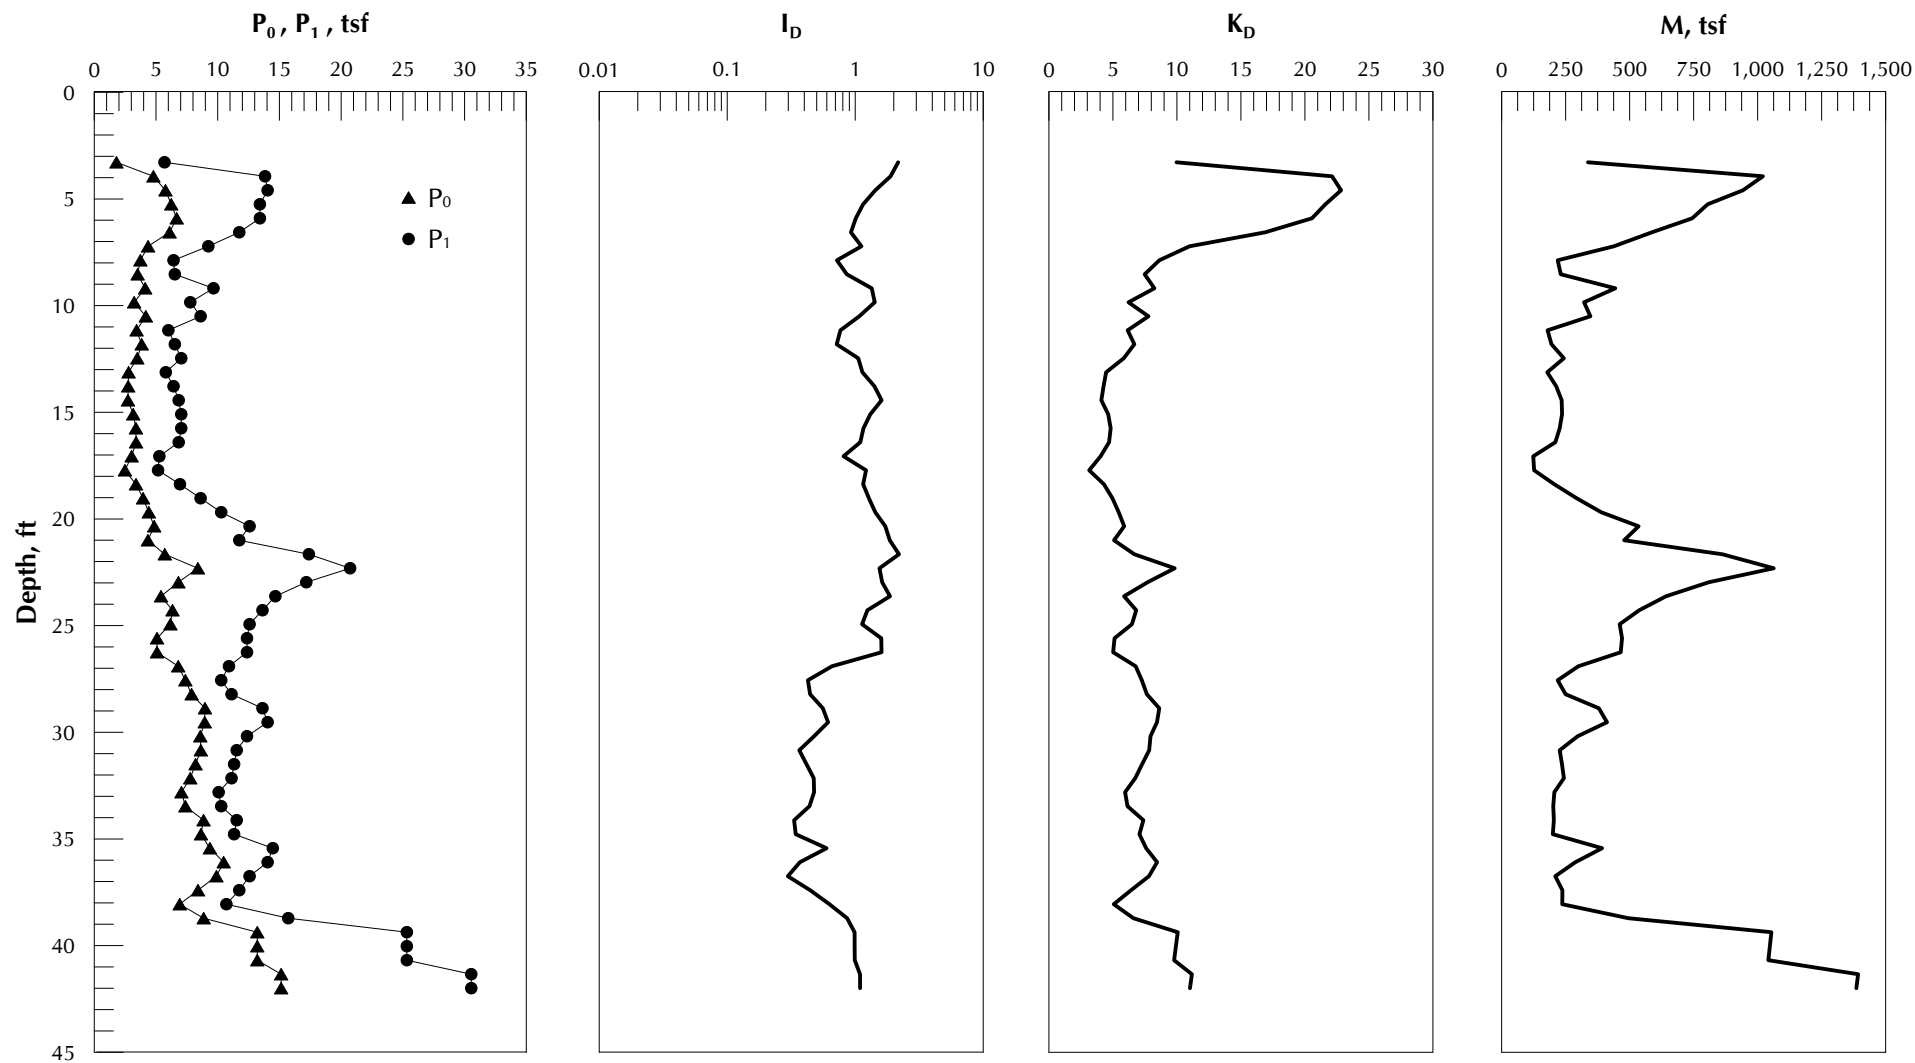 P₀ , P₁ , tsf
I_D
K_D
M, tsf
0 5 10 15 20 25 30 35
0.01 0.1 1 10
0 5 10 15 20 25 30
0 250 500 750 1,000 1,250 1,500
0
5
10
15
20
25
30
35
40
45
Depth, ft
P₀
P₁